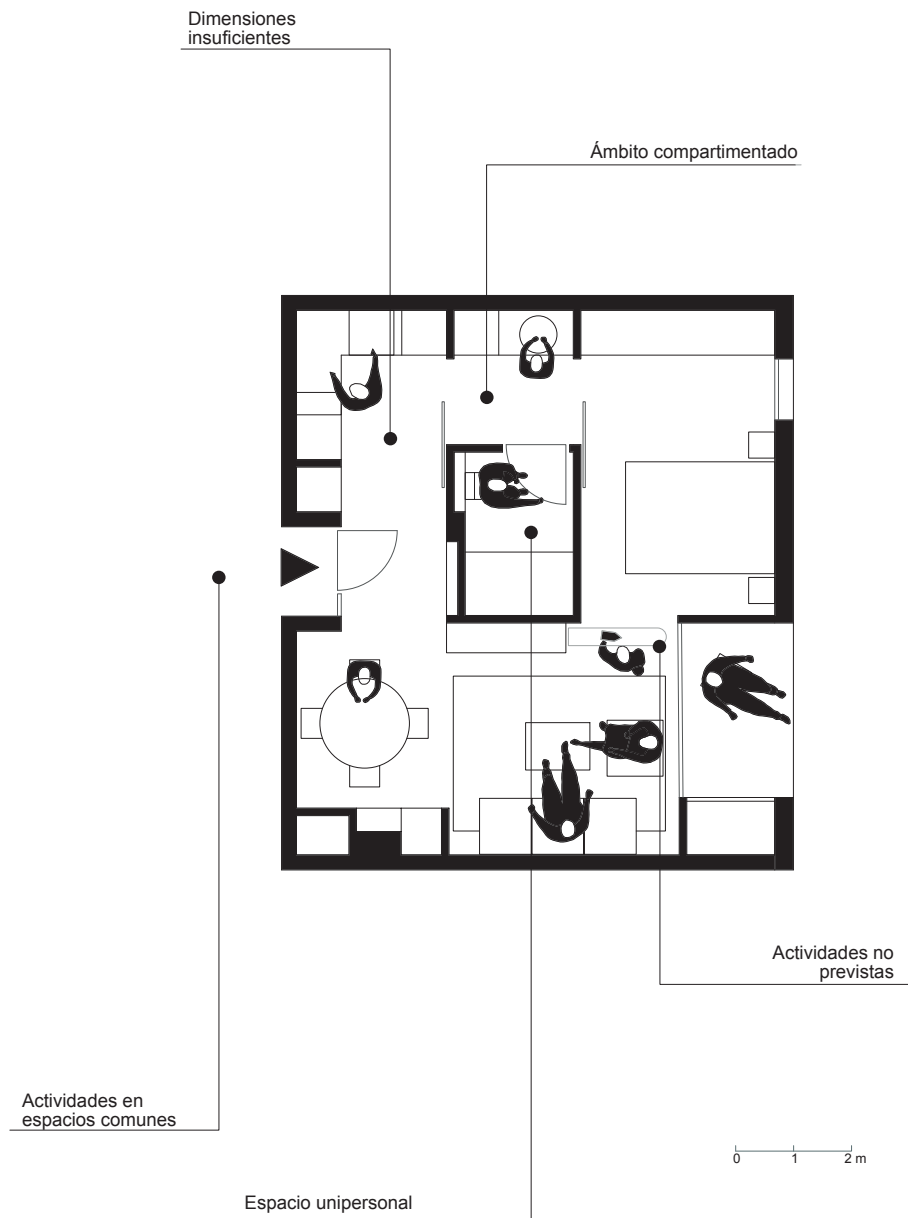 Dimensiones
insuficientes
Ámbito compartimentado
Actividades no
previstas
Actividades en
espacios comunes
0 1 2 m
Espacio unipersonal